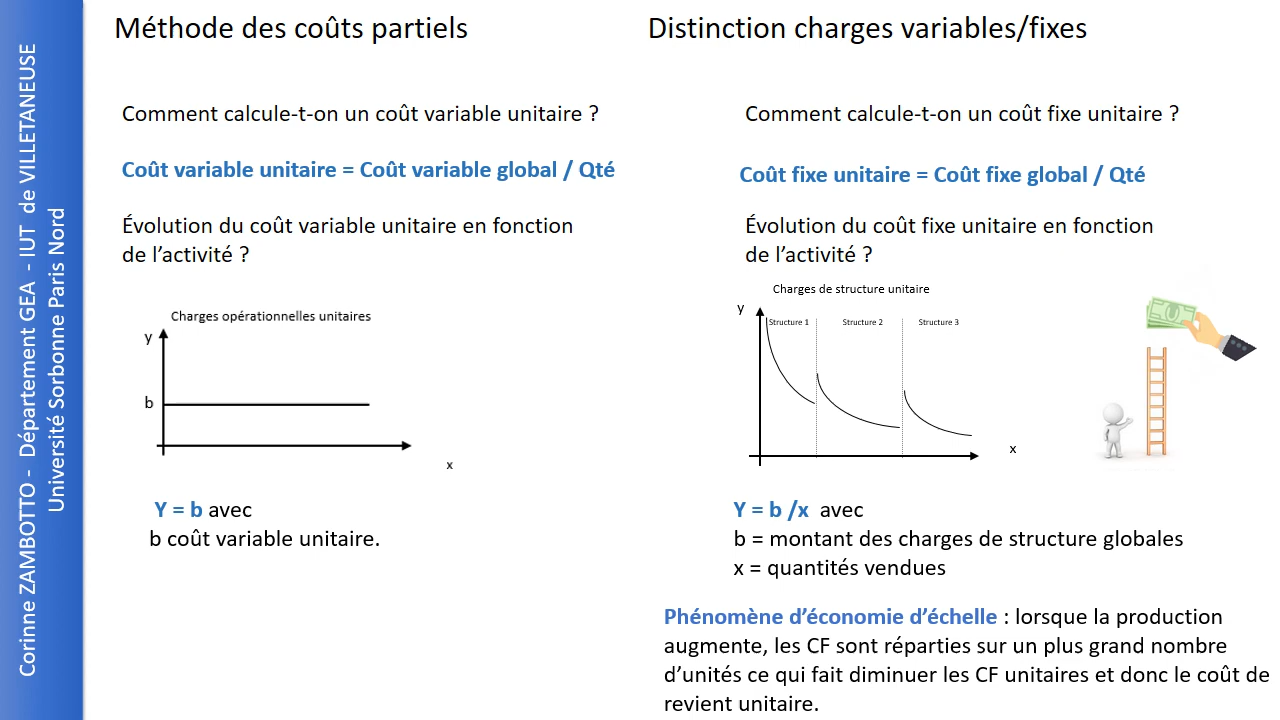 Corinne ZAMBOTTO - Département GEA - IUT de VILLETANEUSE
Université Sorbonne Paris Nord
Méthode des coûts partiels
Comment calcule-t-on un coût variable unitaire ?
Coût variable unitaire = Coût variable global / Qté
Évolution du coût variable unitaire en fonction
de l’activité ?
Charges opérationnelles unitaires
y
b
x
Y = b avec
b coût variable unitaire.
Distinction charges variables/fixes
Comment calcule-t-on un coût fixe unitaire ?
Coût fixe unitaire = Coût fixe global / Qté
Évolution du coût fixe unitaire en fonction
de l’activité ?
Charges de structure unitaire
y
Structure 1 Structure 2 Structure 3
x
Y = b /x avec
b = montant des charges de structure globales
x = quantités vendues
Phénomène d’économie d’échelle : lorsque la production
augmente, les CF sont réparties sur un plus grand nombre
d’unités ce qui fait diminuer les CF unitaires et donc le coût de
revient unitaire.